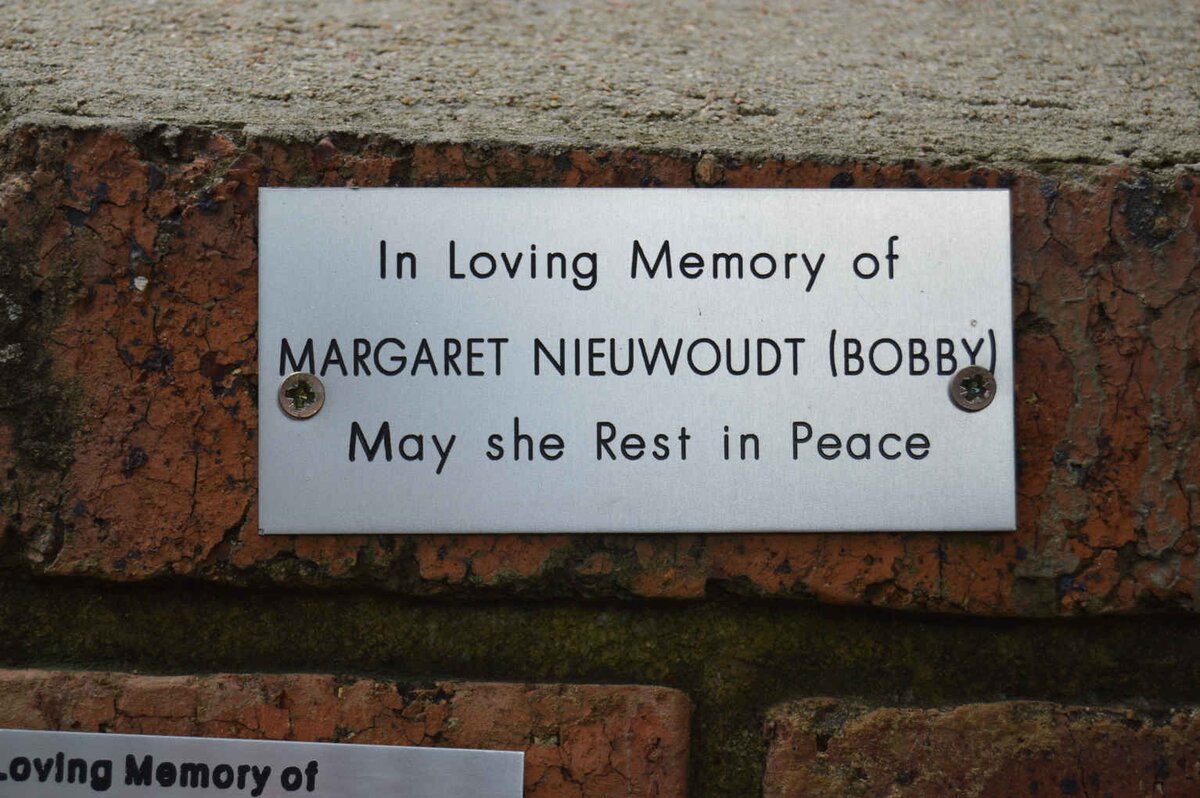 In Loving Memory of
MARGARET NIEUWOUDT (BOBBY)
May she Rest in Peace
Loving Memory of